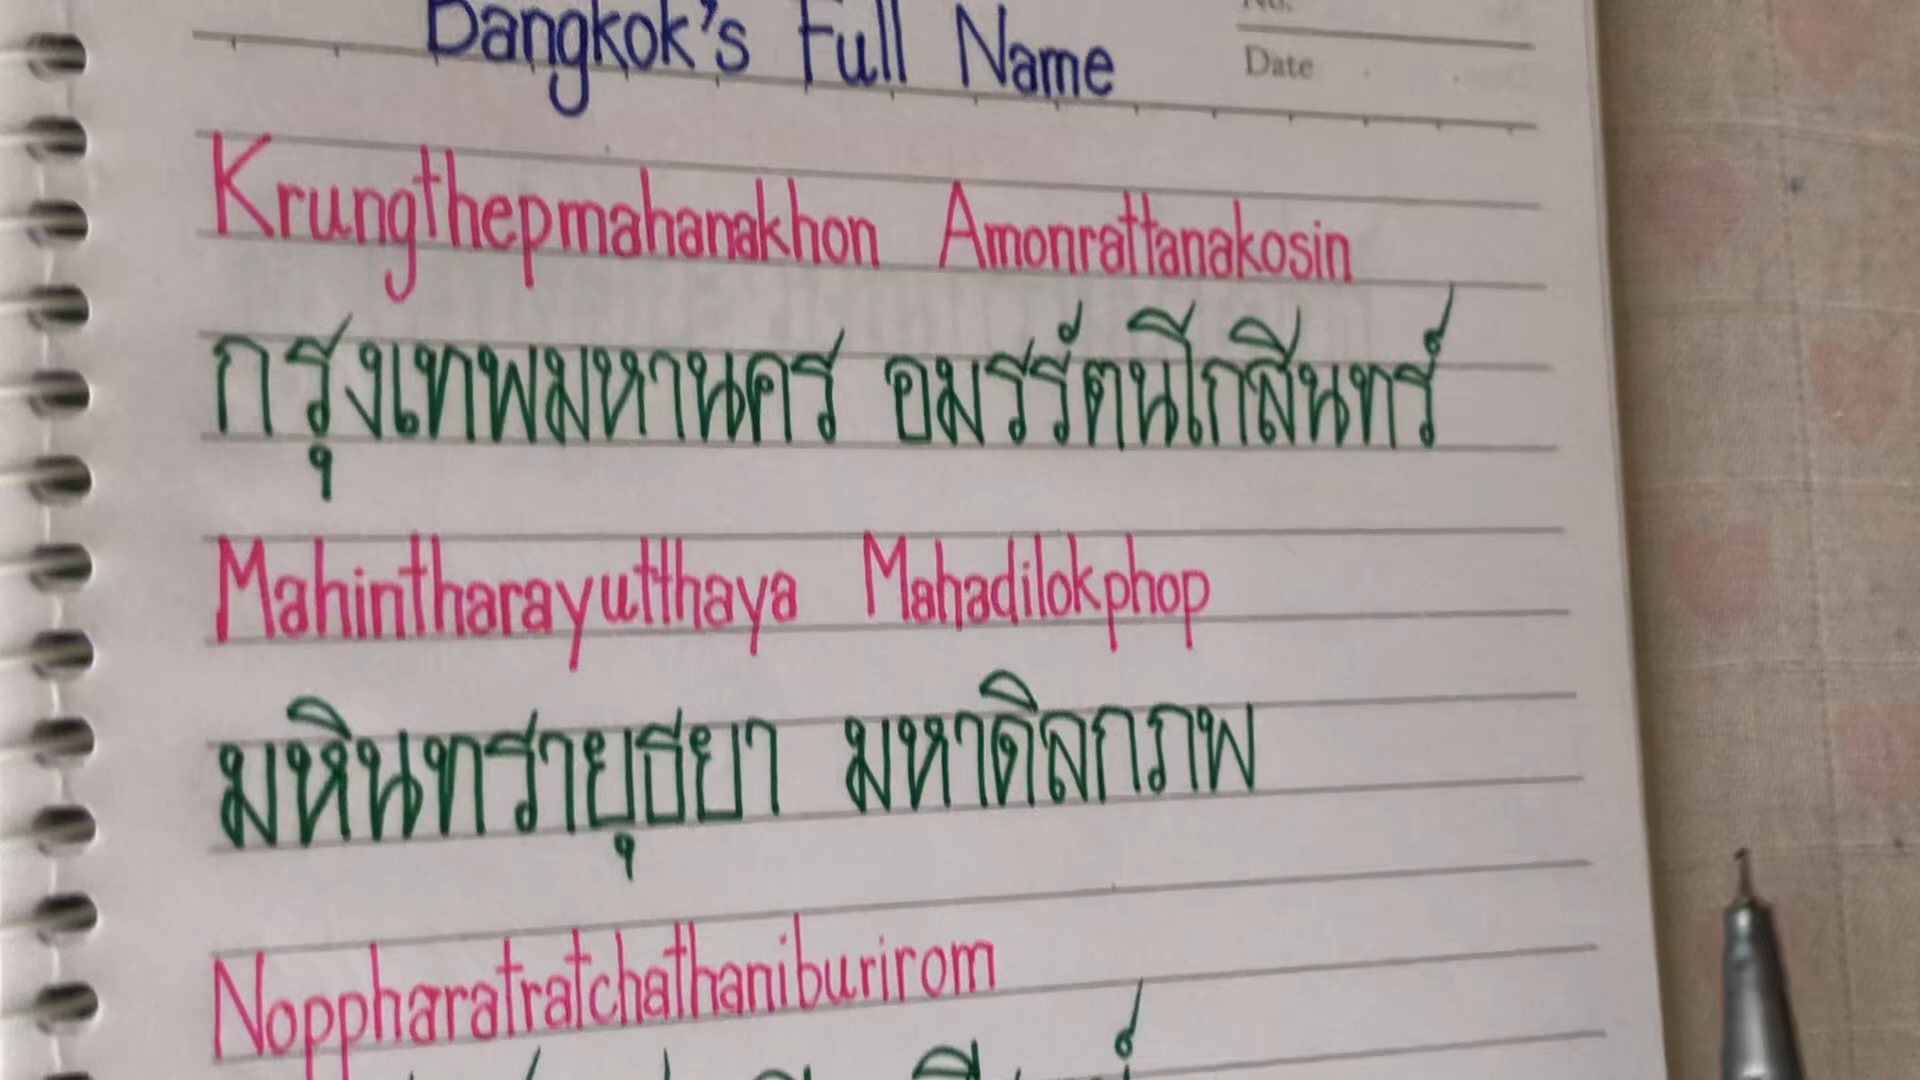 Bangkok's Full Name
Date
Krungthepmahanakhon Amonrattanakosin
กรุงเทพมหานคร อมรรัตนโกสินทร์
Mahintharayutthaya Mahadilokphop
มหินทรายุธยา มหาดิลกภพ
Noppharatratchathaniburirom